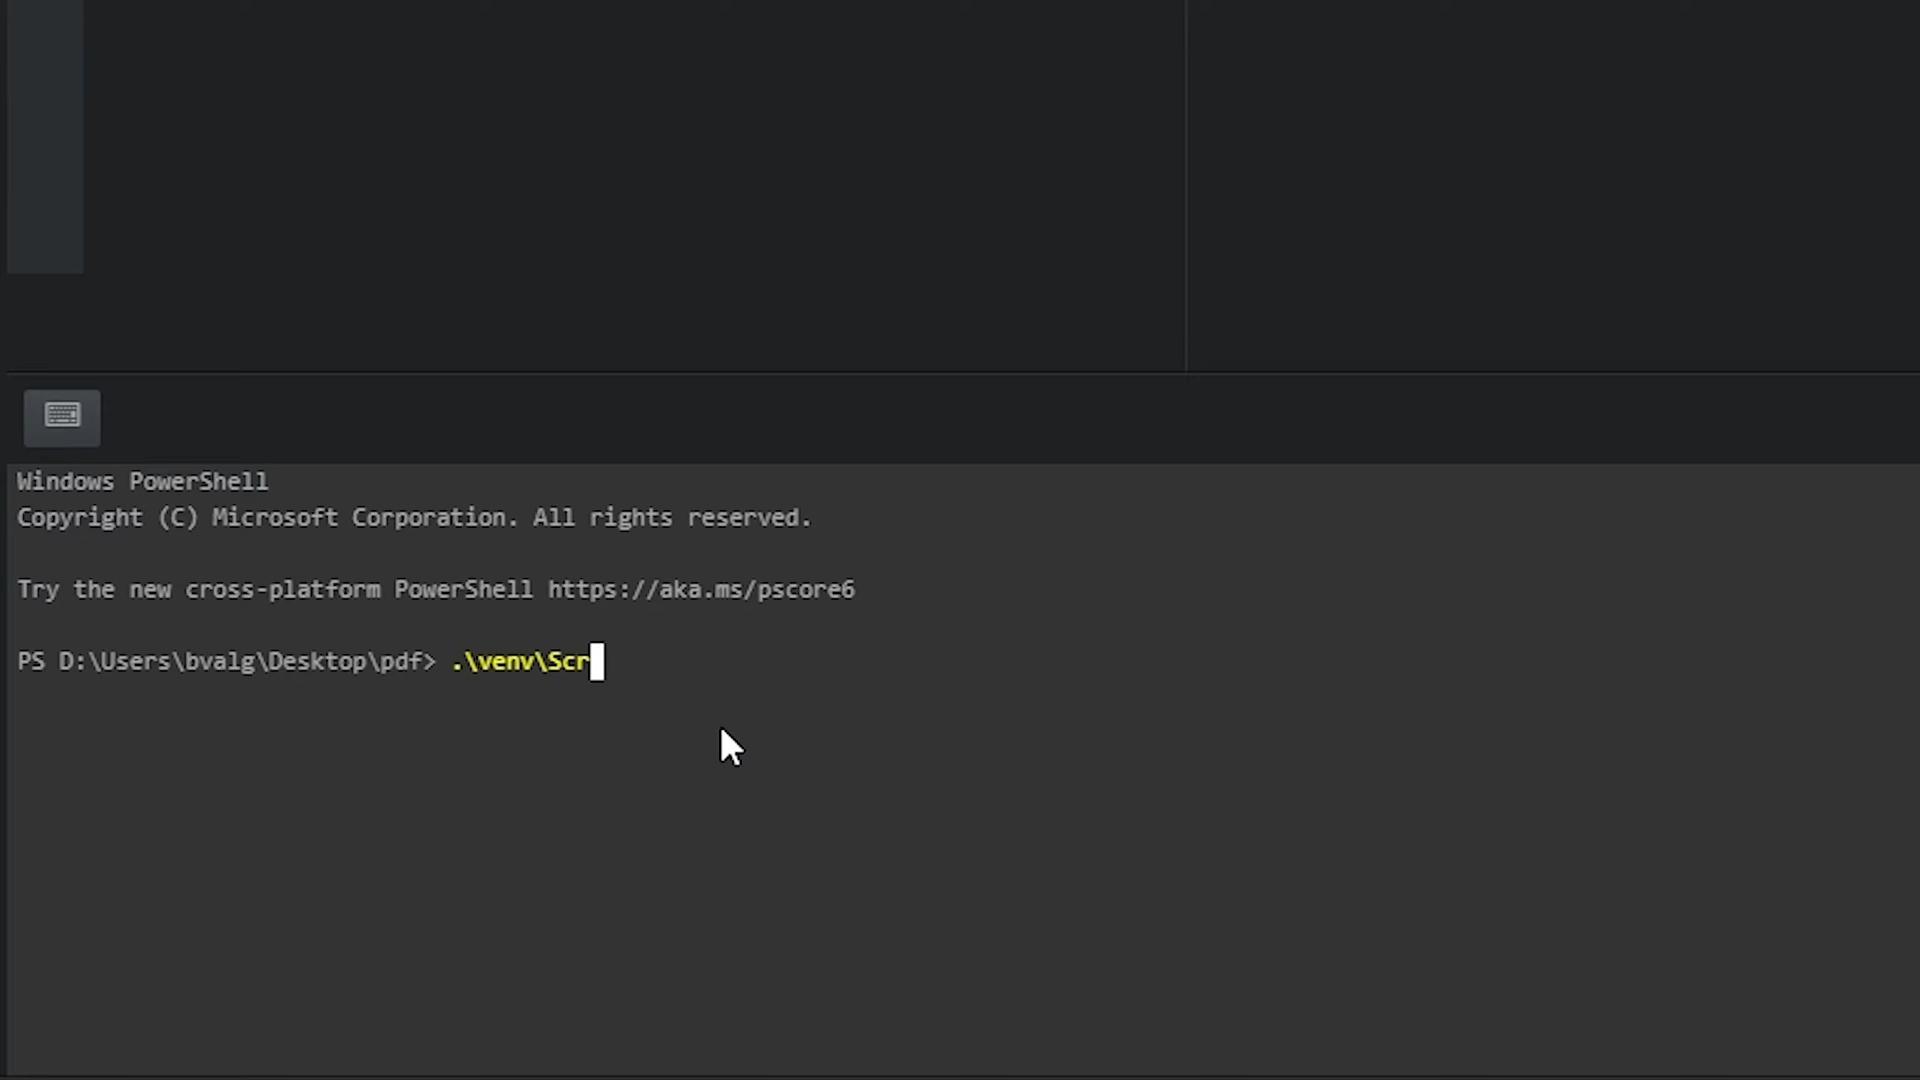 Windows PowerShell
Copyright (C) Microsoft Corporation. All rights reserved.
Try the new cross-platform PowerShell https://aka.ms/pscore6
PS D:\Users\bvalg\Desktop\pdf> .\venv\Scr